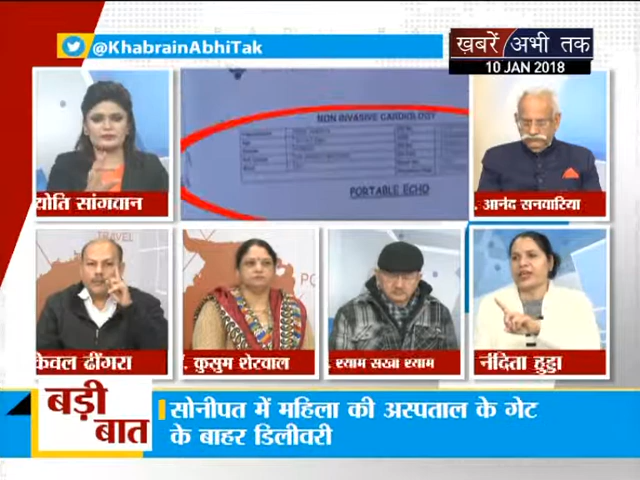 @KhabrainAbhiTak
ख़बरें अभी तक
10 JAN 2018
NON INVASIVE CARDIOLOGY
PORTABLE ECHO
ज्योति सांगवान
. आनंद सनवारिया
TRAVEL
केवल ढींगरा
. कुसुम शेरवाल
. श्याम सखा श्याम
नंदिता हुड्डा
बड़ी
बात
सोनीपत में महिला की अस्पताल के गेट
के बाहर डिलीवरी